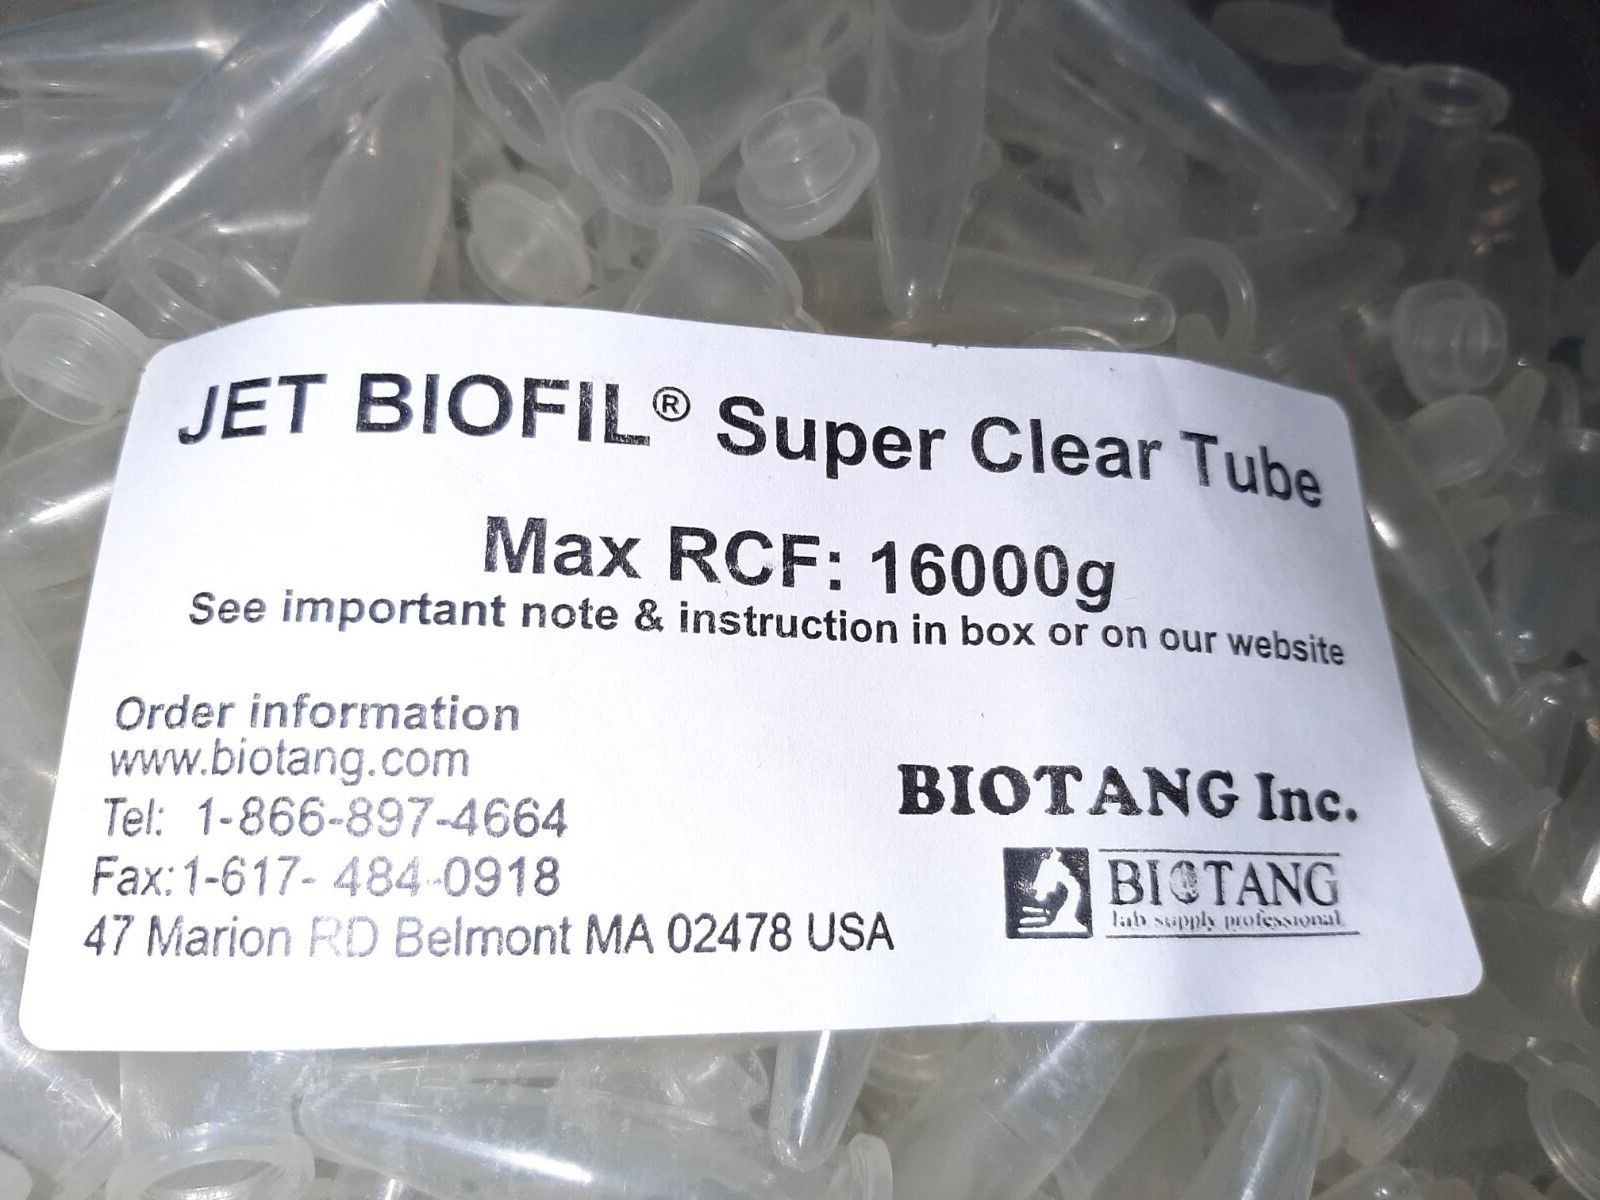 JET BIOFIL® Super Clear Tube
Max RCF: 16000g
See important note & instruction in box or on our website
Order information
www.biotang.com
Tel: 1-866-897-4664
Fax:1-617- 484-0918
47 Marion RD Belmont MA 02478 USA
BIOTANG Inc.
BIOTANG
lab supply professional